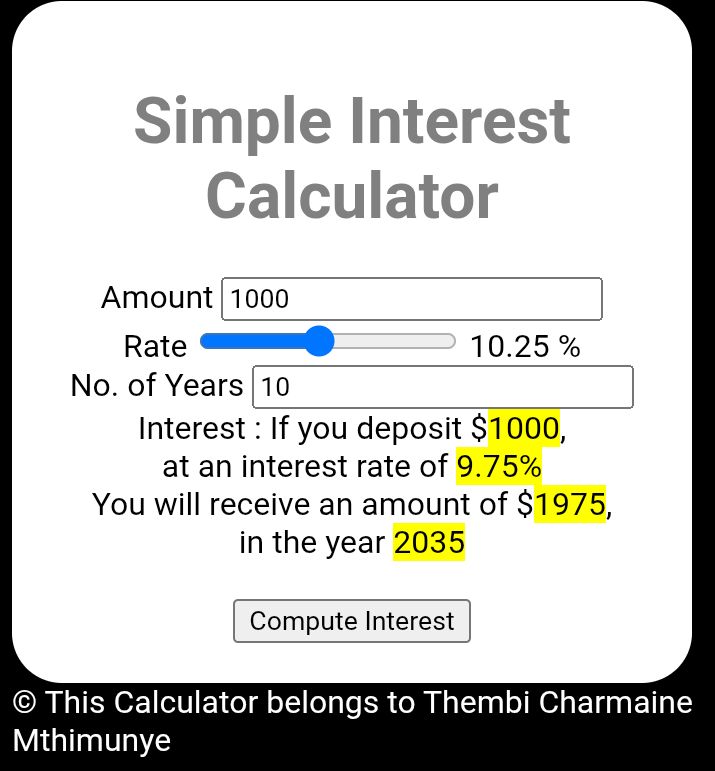 Simple Interest
Calculator
Amount 1000
Rate 10.25 %
No. of Years 10
Interest : If you deposit $1000,
at an interest rate of 9.75%
You will receive an amount of $1975,
in the year 2035
Compute Interest
© This Calculator belongs to Thembi Charmaine
Mthimunye